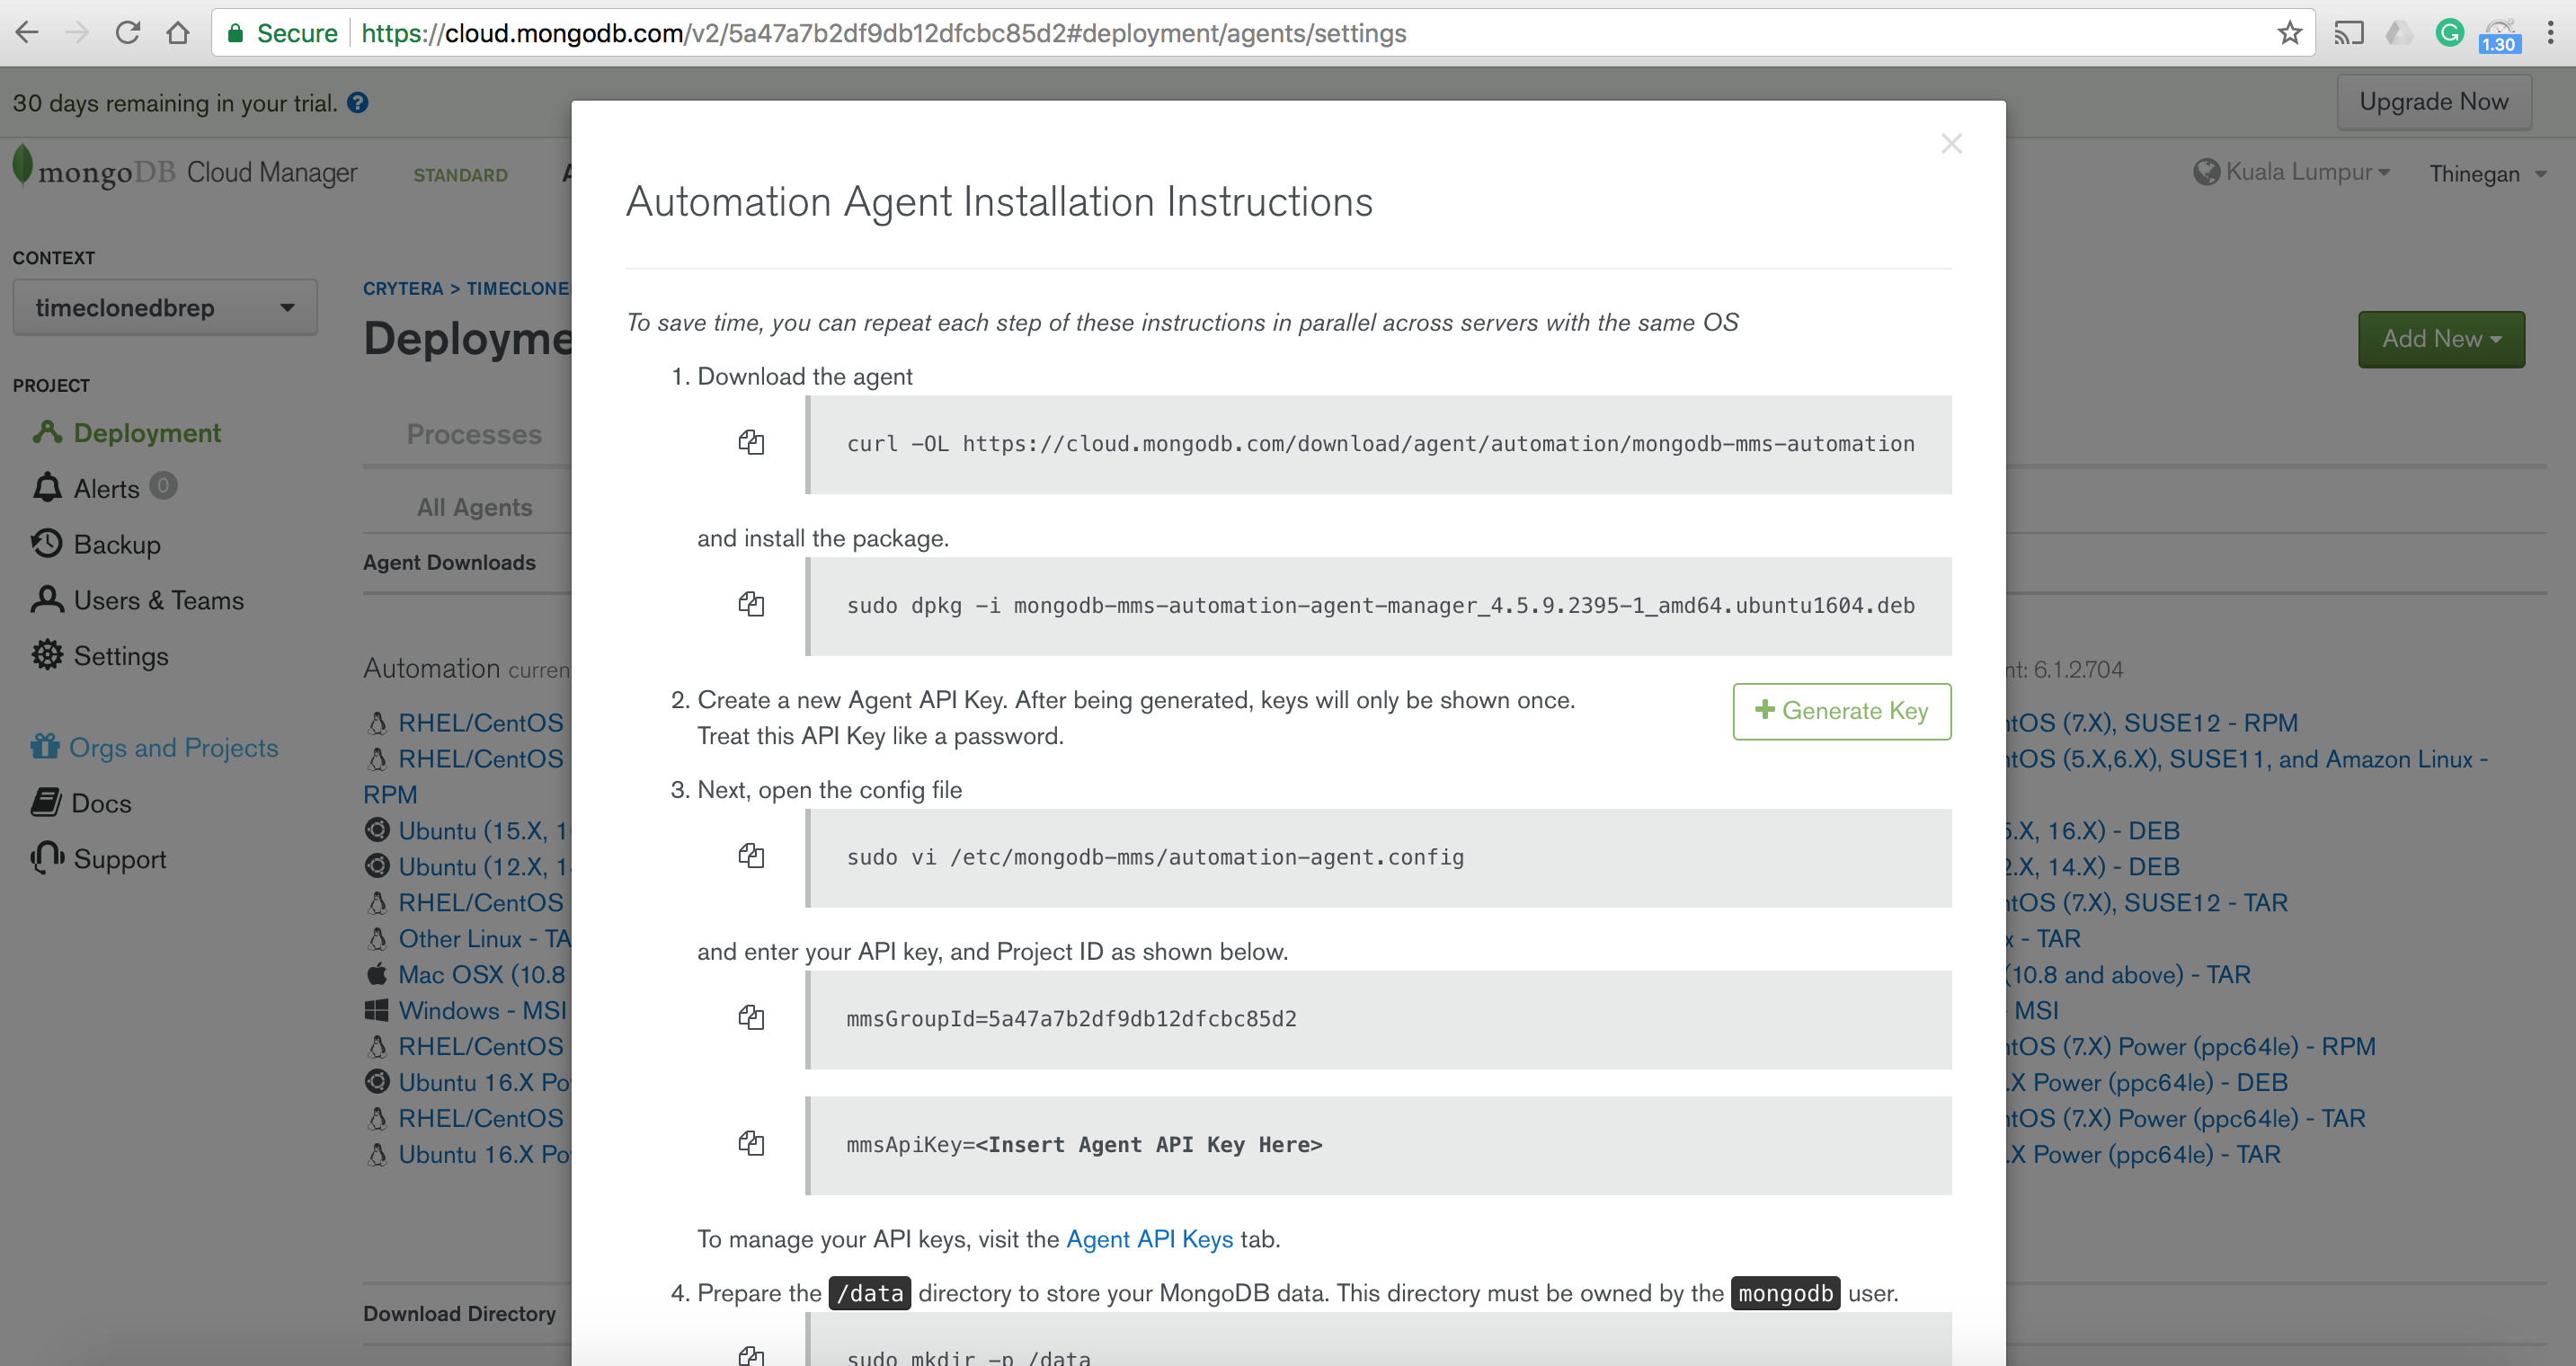 Secure https://cloud.mongodb.com/v2/5a47a7b2df9db12dfcbc85d2#deployment/agents/settings
1.30
30 days remaining in your trial. ?
Upgrade Now
mongoDB Cloud Manager STANDARD
Kuala Lumpur
Thinegan
CONTEXT
timeclonedbrep
PROJECT
Deployment
Alerts 0
Backup
Users & Teams
Settings
Orgs and Projects
Docs
Support
CRYTERA > TIMECLONE
Deployme
Add New
Processes
All Agents
Agent Downloads
Automation curren
RHEL/CentOS
RHEL/CentOS
RPM
Ubuntu (15.X, 1
Ubuntu (12.X, 1
RHEL/CentOS
Other Linux - TA
Mac OSX (10.8
Windows - MSI
RHEL/CentOS
Ubuntu 16.X Po
RHEL/CentOS
Ubuntu 16.X Po
Download Directory
Automation Agent Installation Instructions
To save time, you can repeat each step of these instructions in parallel across servers with the same OS
1. Download the agent
curl -OL https://cloud.mongodb.com/download/agent/automation/mongodb-mms-automation
and install the package.
sudo dpkg -i mongodb-mms-automation-agent-manager_4.5.9.2395-1_amd64.ubuntu1604.deb
2. Create a new Agent API Key. After being generated, keys will only be shown once.
Treat this API Key like a password.
+ Generate Key
3. Next, open the config file
sudo vi /etc/mongodb-mms/automation-agent.config
and enter your API key, and Project ID as shown below.
mmsGroupId=5a47a7b2df9db12dfcbc85d2
mmsApiKey=<Insert Agent API Key Here>
To manage your API keys, visit the Agent API Keys tab.
4. Prepare the /data directory to store your MongoDB data. This directory must be owned by the mongodb user.
sudo mkdir -p /data
nt: 6.1.2.704
tOS (7.X), SUSE12 - RPM
tOS (5.X,6.X), SUSE11, and Amazon Linux -
5.X, 16.X) - DEB
2.X, 14.X) - DEB
tOS (7.X), SUSE12 - TAR
x - TAR
(10.8 and above) - TAR
- MSI
tOS (7.X) Power (ppc64le) - RPM
.X Power (ppc64le) - DEB
tOS (7.X) Power (ppc64le) - TAR
.X Power (ppc64le) - TAR